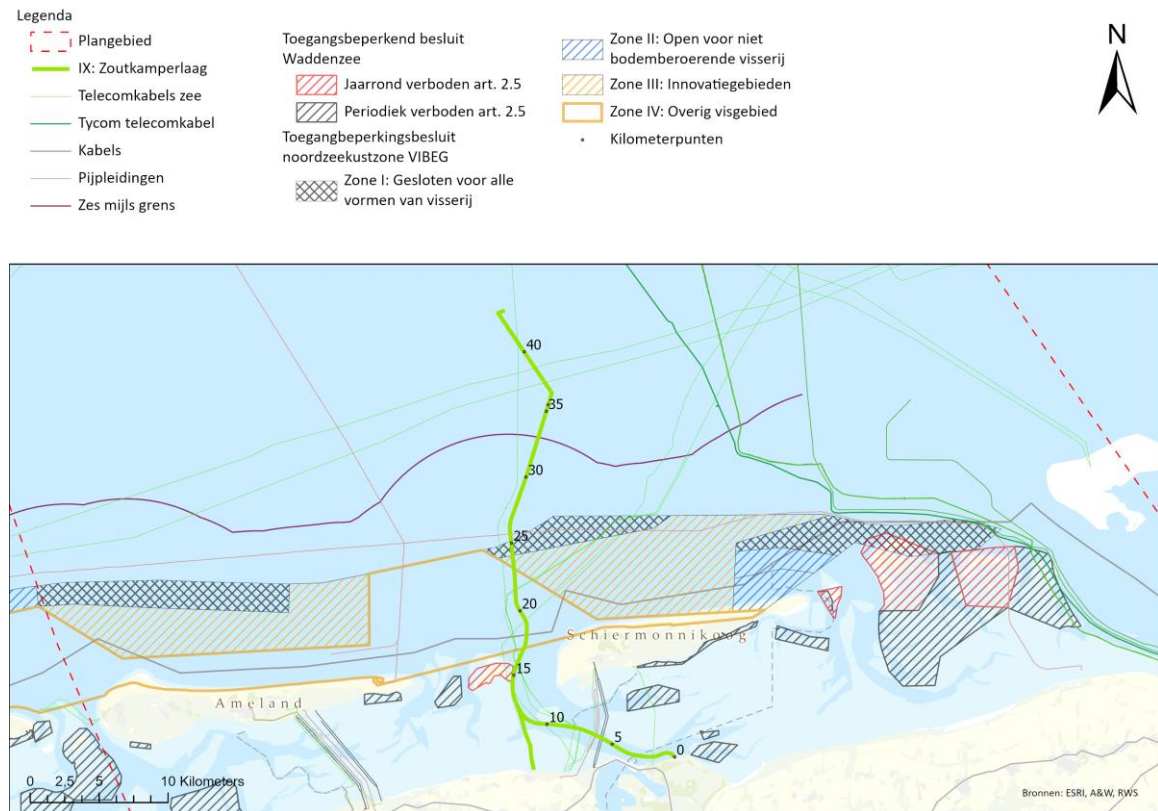 Legenda
Plangebied
IX: Zoutkamperlaag
Telecomkabels zee
Tycom telecomkabel
Kabels
Pijpleidingen
Zes mijls grens
Toegangsbeperkend besluit
Waddenzee
Jaarrond verboden art. 2.5
Periodiek verboden art. 2.5
Toegangbeperkingsbesluit
noordzeekustzone VIBEG
Zone I: Gesloten voor alle
vormen van visserij
Zone II: Open voor niet
bodemberoerende visserij
Zone III: Innovatiegebieden
Zone IV: Overig visgebied
Kilometerpunten
N
40
35
30
25
20
Schiermonnikoog
15
Ameland
10
5
0
0 2,5 5 10 Kilometers
Bronnen: ESRI, A&W, RWS